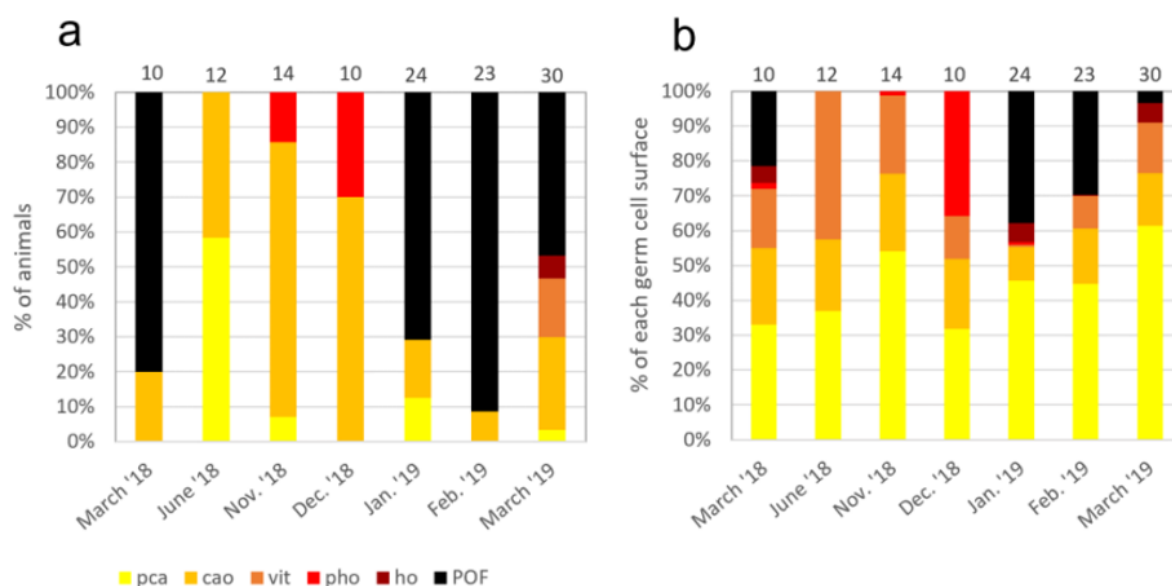 a
10 12 14 10 24 23 30
% of animals
100%
90%
80%
70%
60%
50%
40%
30%
20%
10%
0%
March '18 June '18 Nov. '18 Dec. '18 Jan. '19 Feb. '19 March '19
b
10 12 14 10 24 23 30
% of each germ cell surface
100%
90%
80%
70%
60%
50%
40%
30%
20%
10%
0%
March '18 June '18 Nov. '18 Dec. '18 Jan. '19 Feb. '19 March '19
pca cao vit pho ho POF